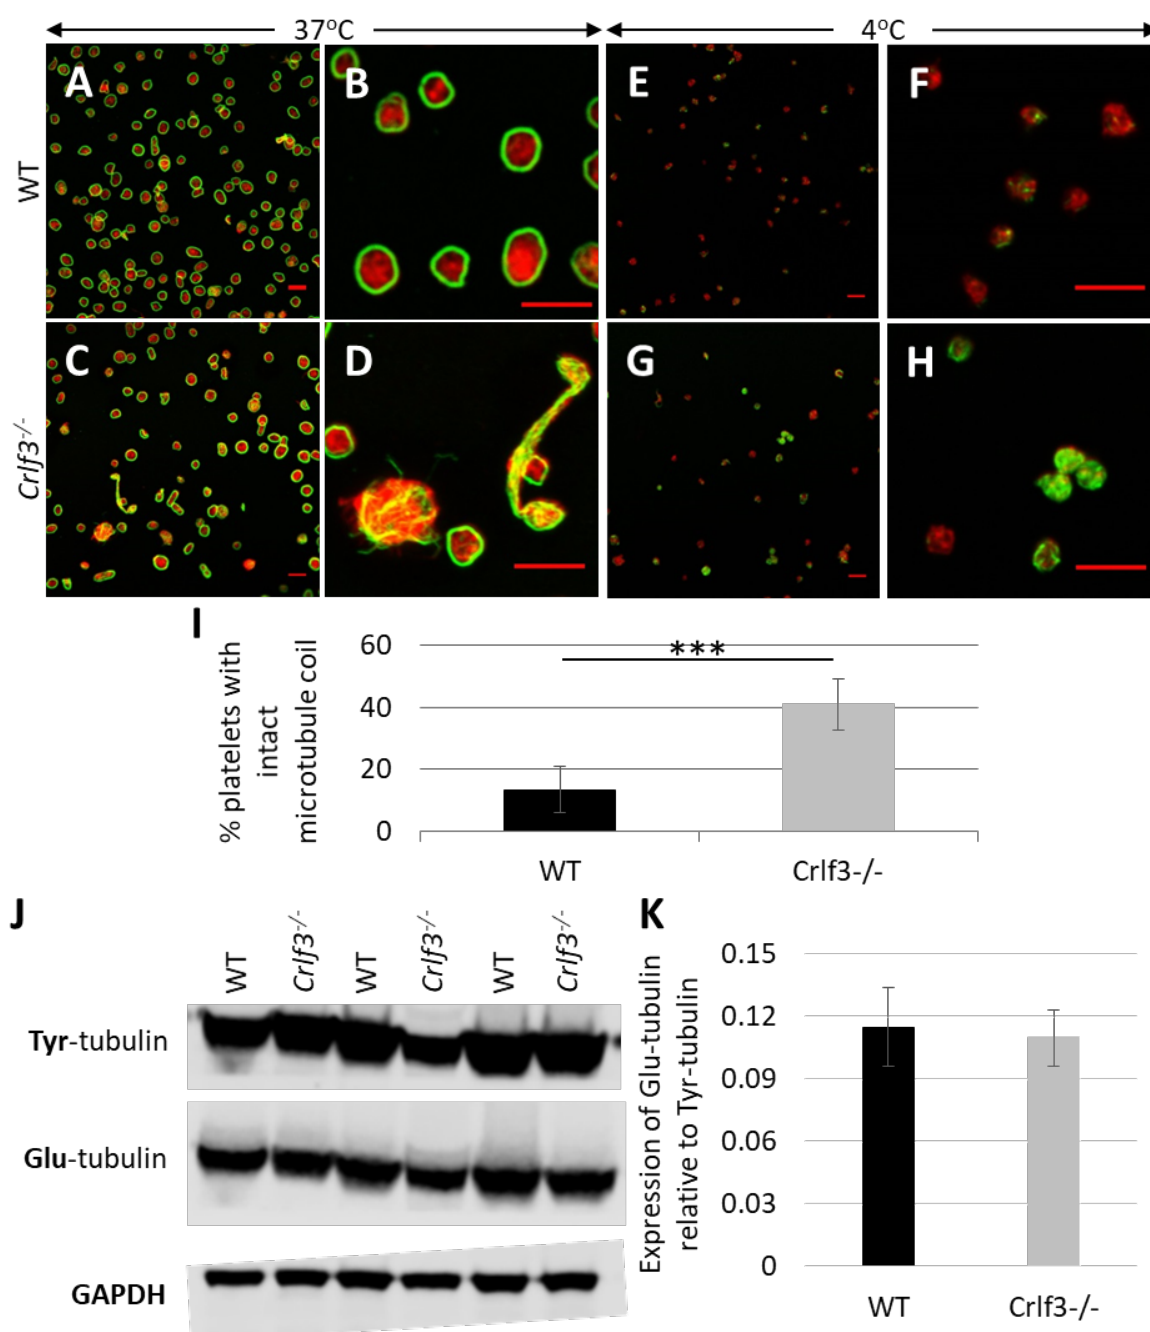 37°C 4°C
A B E F
WT
C D G H
Crlf3-/-
I
% platelets with
intact
microtubule coil
60
40
20
0
***
WT Crlf3-/-
J
WT Crlf3-/- WT Crlf3-/- WT Crlf3-/-
Tyr-tubulin
Glu-tubulin
GAPDH
K
Expression of Glu-tubulin
relative to Tyr-tubulin
0.15
0.12
0.09
0.06
0.03
0
WT Crlf3-/-